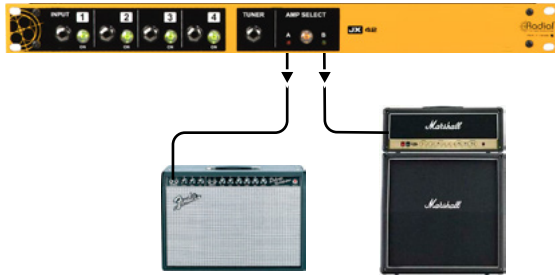 INPUT 1 2 3 4 TUNER AMP SELECT Radial
ON ON ON ON A B JX 42
Marshall
Fender
Marshall